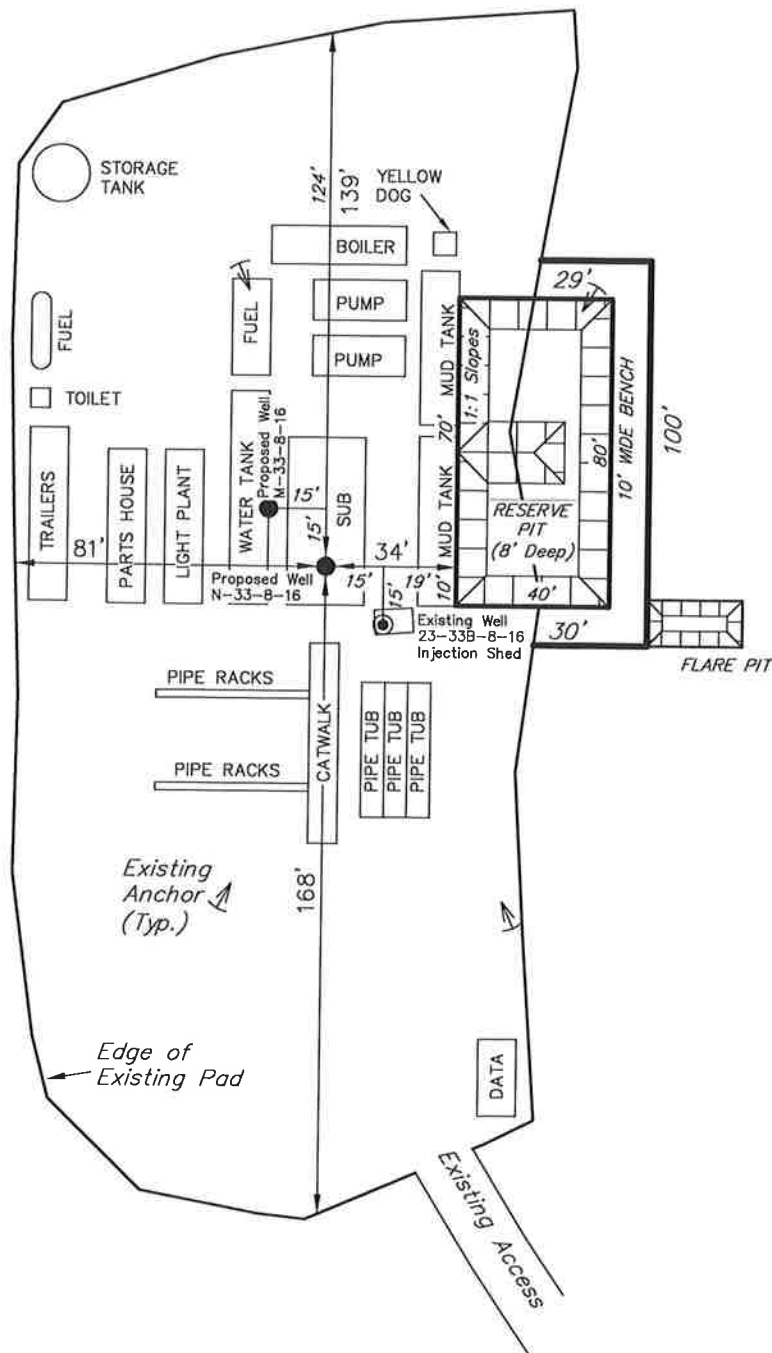 STORAGE
TANK
124'
139'
YELLOW
DOG
BOILER
29'
FUEL
FUEL
PUMP
PUMP
MUD TANK
1:1 Slopes
TOILET
70'
80'
10' WIDE BENCH
100'
TRAILERS
PARTS HOUSE
LIGHT PLANT
WATER TANK
Proposed Well
M-33-8-16
15'
15'
SUB
MUD TANK
RESERVE
PIT
(8' Deep)
81'
34'
Proposed Well
N-33-8-16
15'
19'
10'
40'
15'
Existing Well
23-33B-8-16
Injection Shed
30'
FLARE PIT
PIPE RACKS
PIPE RACKS
CATWALK
PIPE TUB
PIPE TUB
PIPE TUB
Existing
Anchor
(Typ.)
168'
Edge of
Existing Pad
DATA
Existing Access